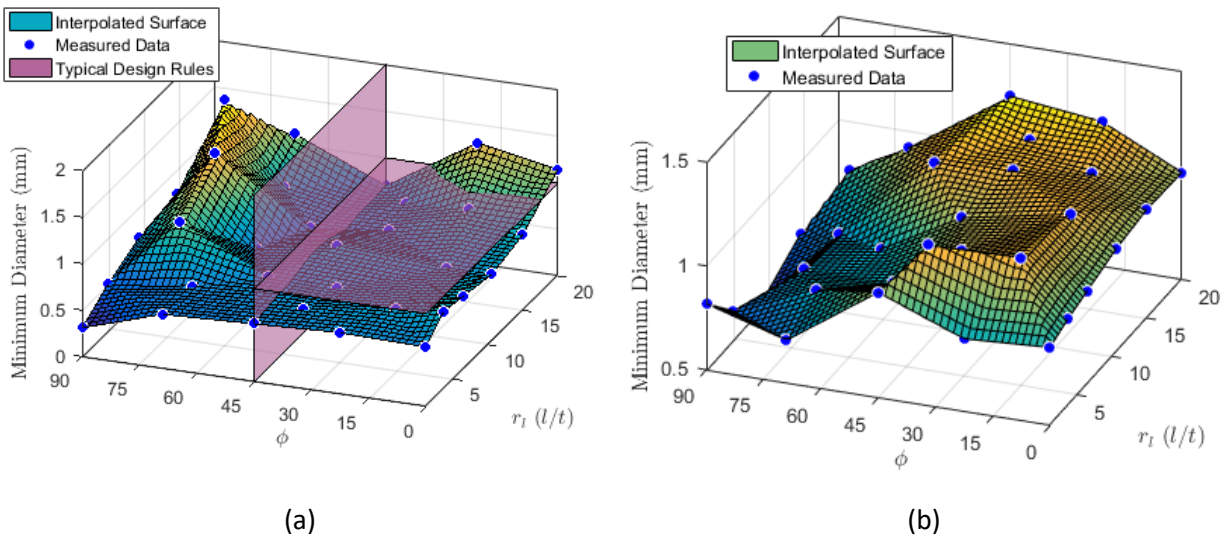 Interpolated Surface
Measured Data
Typical Design Rules
Minimum Diameter (mm)
2
1.5
1
0.5
0
90
75
60
45
30
15
0
ϕ
5
10
15
20
r_l (l/t)
(a)
Interpolated Surface
Measured Data
Minimum Diameter (mm)
1.5
1
0.5
90
75
60
45
30
15
0
ϕ
5
10
15
20
r_l (l/t)
(b)